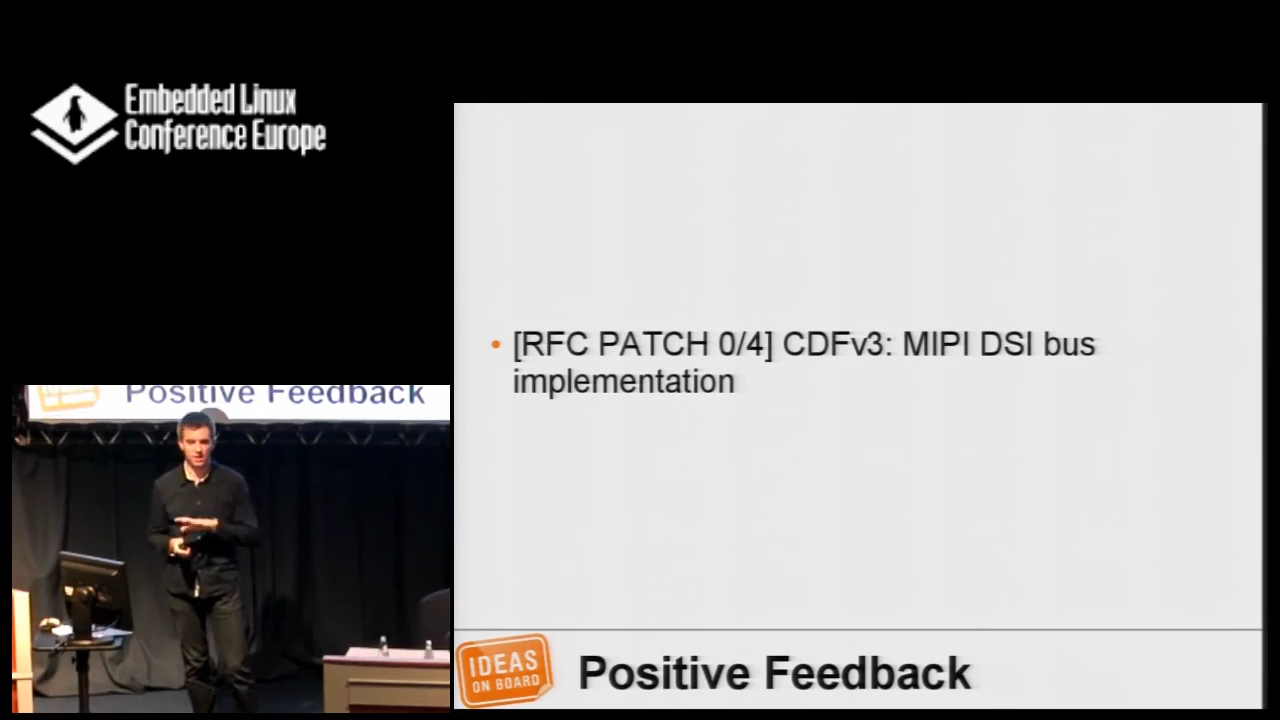 Embedded Linux
Conference Europe
• [RFC PATCH 0/4] CDFv3: MIPI DSI bus
implementation
Positive Feedback
IDEAS
ON BOARD
Positive Feedback